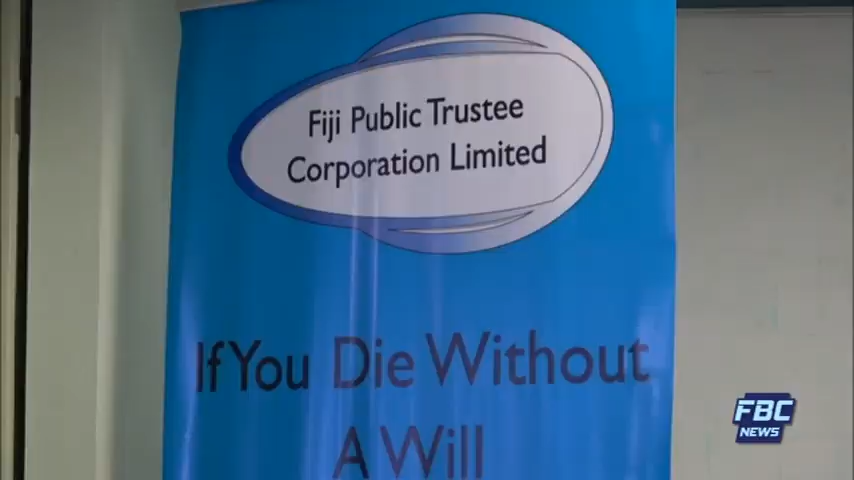 Fiji Public Trustee
Corporation Limited
If You Die Without
A Will
FBC
NEWS